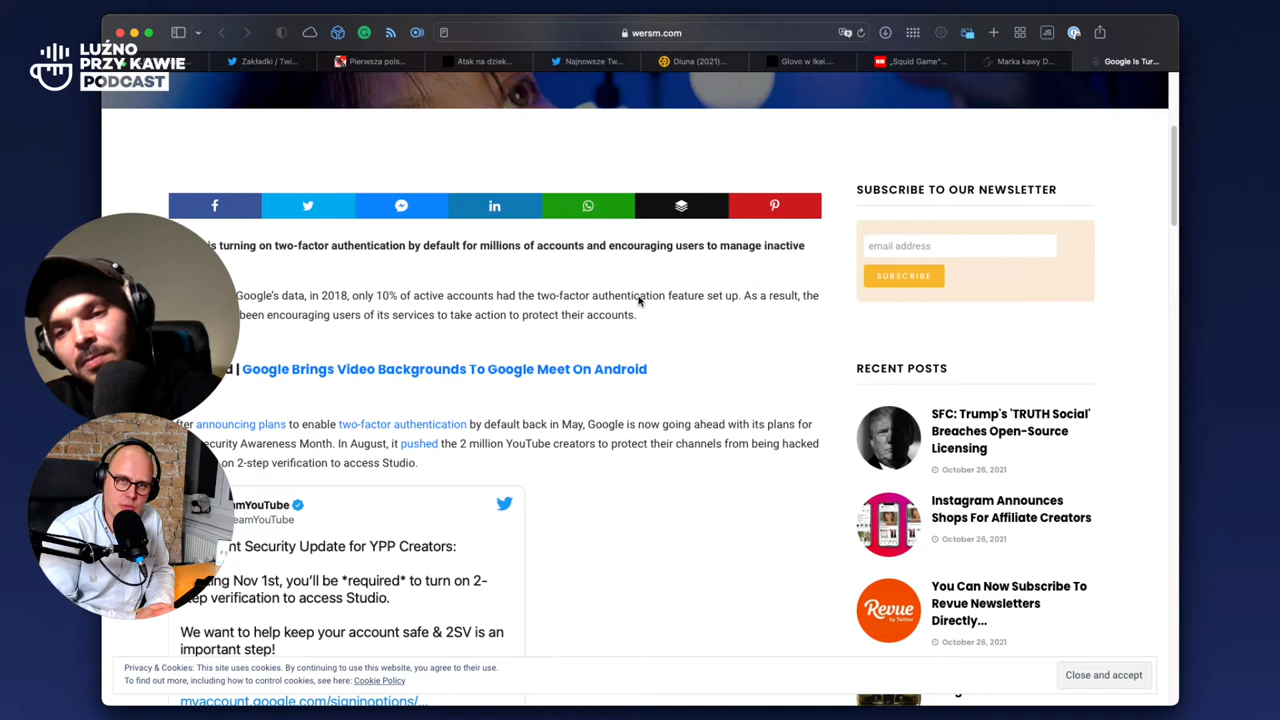 LUŹNO
PRZY KAWIE
PODCAST
wersm.com
Zakładki / Twi...
Pierwsza pols...
Atak na dziek...
Najnowsze Tw...
Diuna (2021)...
Glovo w Ikei....
„Squid Game"...
Marka kawy D...
Google Is Tur...
SUBSCRIBE TO OUR NEWSLETTER
email address
SUBSCRIBE
is turning on two-factor authentication by default for millions of accounts and encouraging users to manage inactive
Google's data, in 2018, only 10% of active accounts had the two-factor authentication feature set up. As a result, the
been encouraging users of its services to take action to protect their accounts.
d | Google Brings Video Backgrounds To Google Meet On Android
After announcing plans to enable two-factor authentication by default back in May, Google is now going ahead with its plans for
ecurity Awareness Month. In August, it pushed the 2 million YouTube creators to protect their channels from being hacked
on 2-step verification to access Studio.
eamYouTube
eamYouTube
nt Security Update for YPP Creators:
ing Nov 1st, you'll be *required* to turn on 2-
step verification to access Studio.
We want to help keep your account safe & 2SV is an
important step!
myaccount.google.com/signinoptions/...
RECENT POSTS
SFC: Trump's 'TRUTH Social'
Breaches Open-Source
Licensing
October 26, 2021
Instagram Announces
Shops For Affiliate Creators
October 26, 2021
Revue
by Twitter
You Can Now Subscribe To
Revue Newsletters
Directly...
October 26, 2021
Privacy & Cookies: This site uses cookies. By continuing to use this website, you agree to their use.
To find out more, including how to control cookies, see here: Cookie Policy
Close and accept